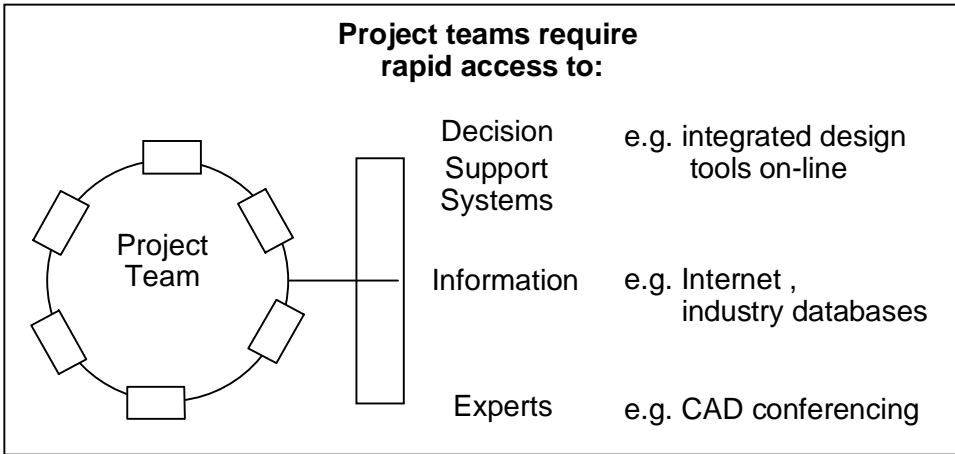 Project teams require
rapid access to:
Project
Team
Decision
Support
Systems
e.g. integrated design
tools on-line
Information
e.g. Internet ,
industry databases
Experts
e.g. CAD conferencing